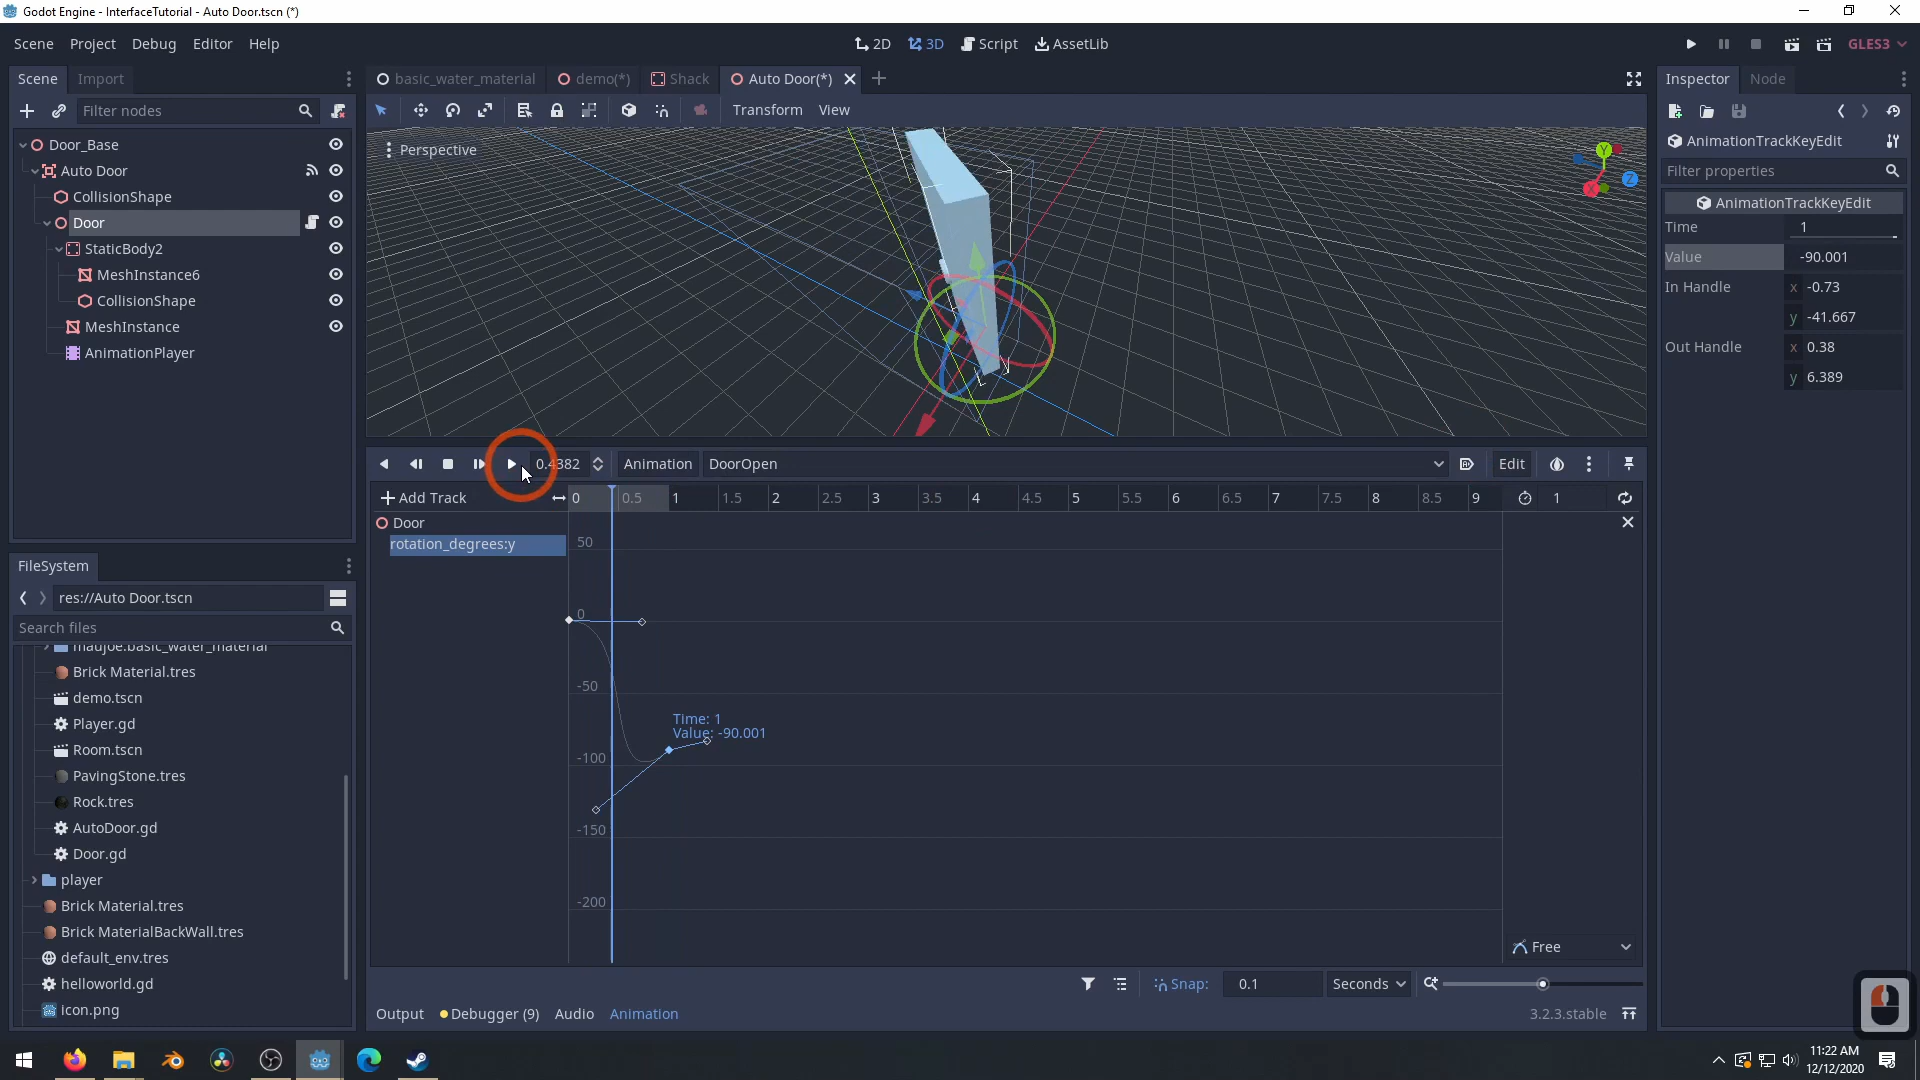 Godot Engine - InterfaceTutorial - Auto Door.tscn (*)
Scene Project Debug Editor Help
2D 3D Script AssetLib
GLES3
Scene Import
Filter nodes
Door_Base
Auto Door
CollisionShape
Door
StaticBody2
MeshInstance6
CollisionShape
MeshInstance
AnimationPlayer
basic_water_material demo(*) Shack Auto Door(*)
Transform View
Perspective
Y
X
Z
Inspector Node
AnimationTrackKeyEdit
Filter properties
AnimationTrackKeyEdit
Time 1
Value -90.001
In Handle x -0.73
y -41.667
Out Handle x 0.38
y 6.389
0.4382 Animation DoorOpen Edit
Add Track 0 0.5 1 1.5 2 2.5 3 3.5 4 4.5 5 5.5 6 6.5 7 7.5 8 8.5 9 1
Door
rotation_degrees:y
50
0
-50
Time: 1
Value: -90.001
-100
-150
-200
Free
Snap: 0.1 Seconds
Output Debugger (9) Audio Animation 3.2.3.stable
FileSystem
res://Auto Door.tscn
Search files
maujoe.basic_water_material
Brick Material.tres
demo.tscn
Player.gd
Room.tscn
PavingStone.tres
Rock.tres
AutoDoor.gd
Door.gd
player
Brick Material.tres
Brick MaterialBackWall.tres
default_env.tres
helloworld.gd
icon.png
11:22 AM
12/12/2020